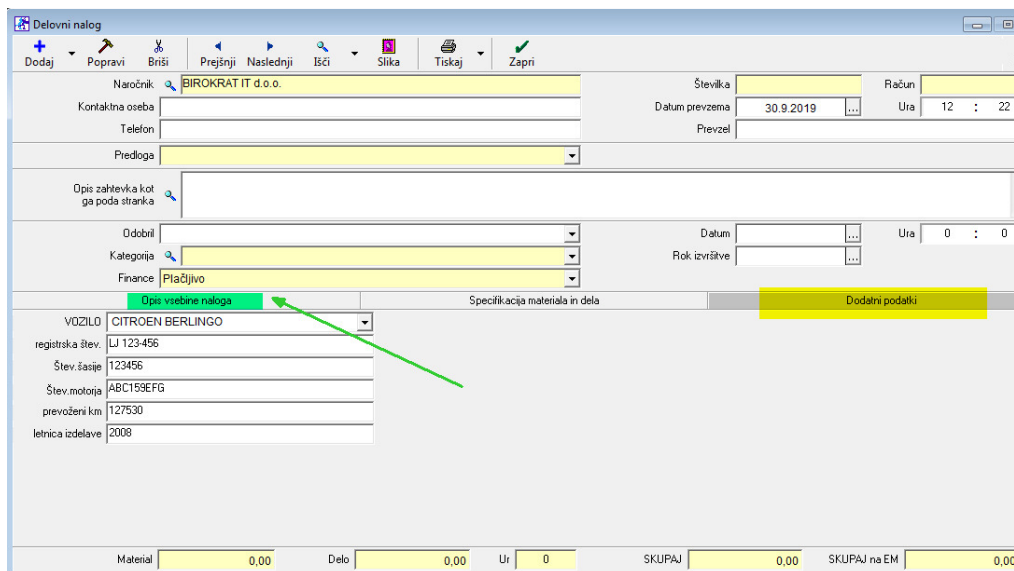 Delovni nalog
Dodaj Popravi Briši Prejšnji Naslednji Išči Slika Tiskaj Zapri
Naročnik BIROKRAT IT d.o.o. Številka Račun
Kontaktna oseba Datum prevzema 30.9.2019 ... Ura 12 : 22
Telefon Prevzel
Predloga
Opis zahtevka kot
ga poda stranka
Odobril Datum ... Ura 0 : 0
Kategorija Rok izvršitve ...
Finance Plačljivo
Opis vsebine naloga Specifikacija materiala in dela Dodatni podatki
VOZILO CITROEN BERLINGO
registrska štev. LJ 123-456
Štev.šasije 123456
Štev.motorja ABC159EFG
prevoženi km 127530
letnica izdelave 2008
Material 0,00 Delo 0,00 Ur 0 SKUPAJ 0,00 SKUPAJ na EM 0,00